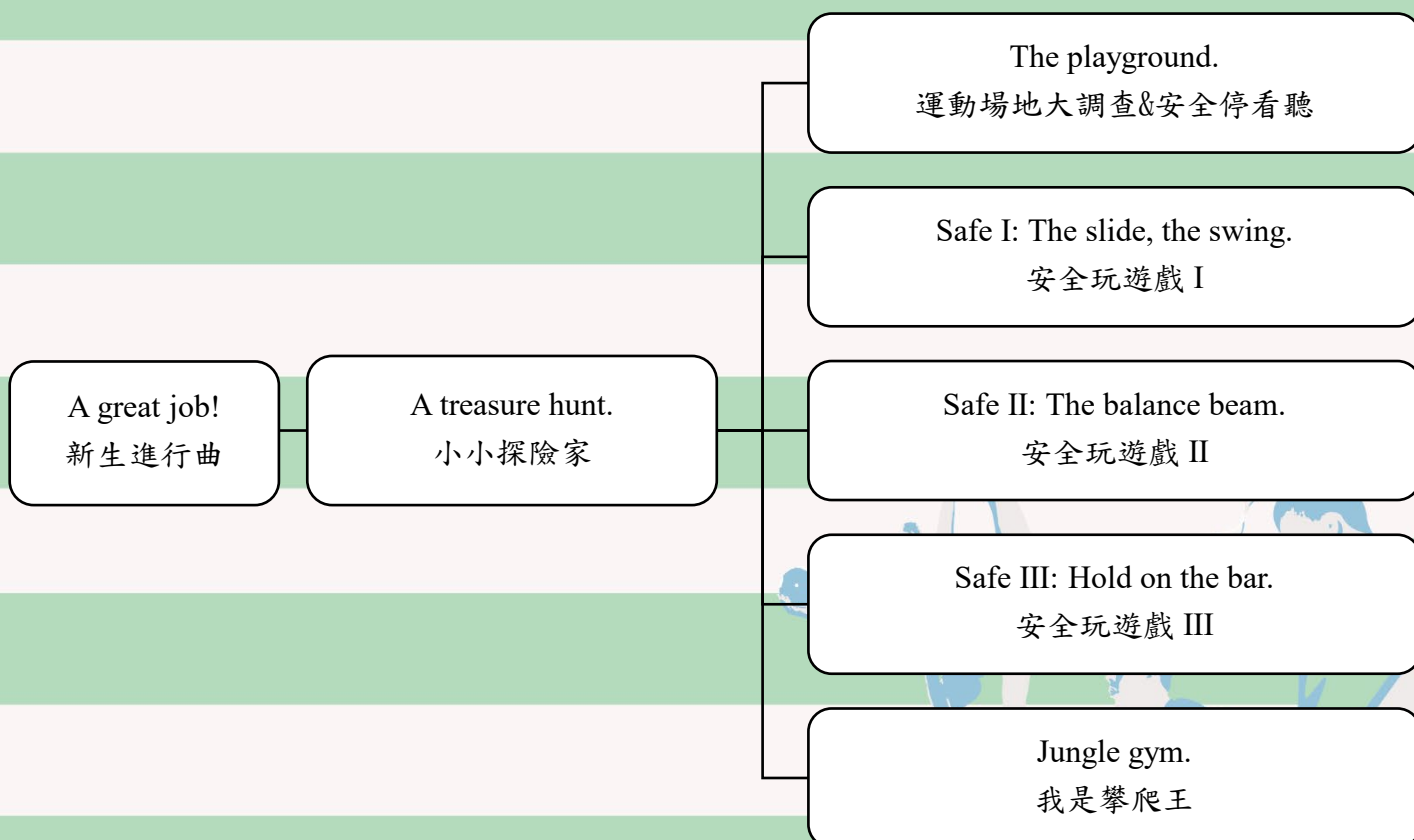 A great job!
新生進行曲
A treasure hunt.
小小探險家
The playground.
運動場地大調查&安全停看聽
Safe I: The slide, the swing.
安全玩遊戲 I
Safe II: The balance beam.
安全玩遊戲 II
Safe III: Hold on the bar.
安全玩遊戲 III
Jungle gym.
我是攀爬王